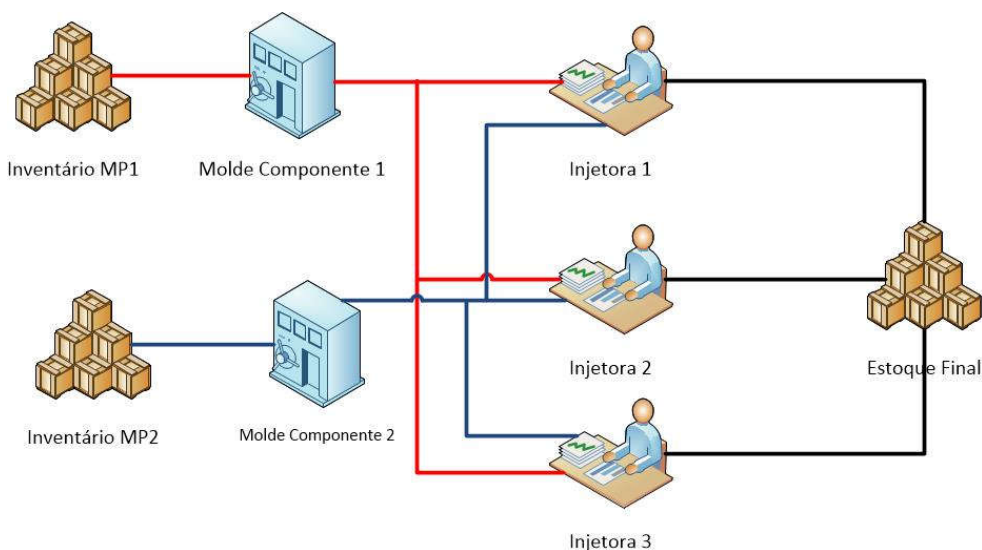 Inventário MP1
Molde Componente 1
Injetora 1
Injetora 2
Estoque Final
Inventário MP2
Molde Componente 2
Injetora 3